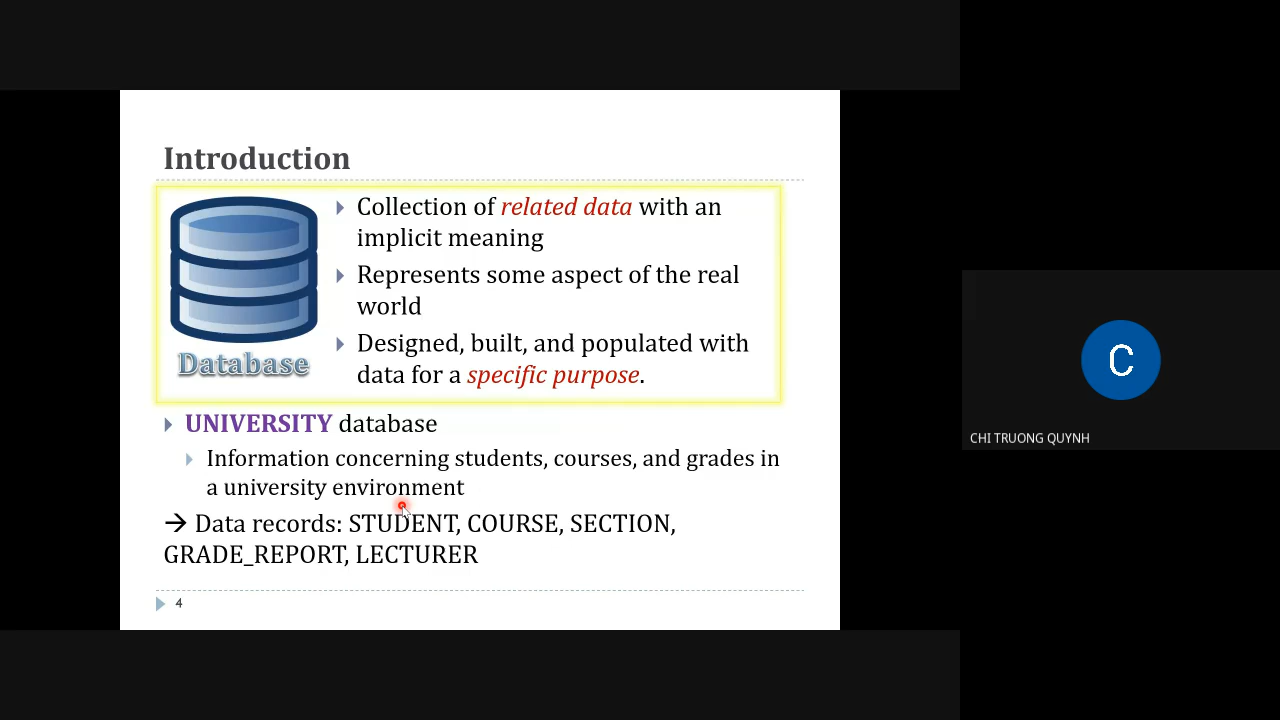 Introduction
Collection of related data with an
implicit meaning
Represents some aspect of the real
world
Designed, built, and populated with
data for a specific purpose.
Database
UNIVERSITY database
Information concerning students, courses, and grades in
a university environment
→ Data records: STUDENT, COURSE, SECTION,
GRADE_REPORT, LECTURER
4
C
CHI TRUONG QUYNH